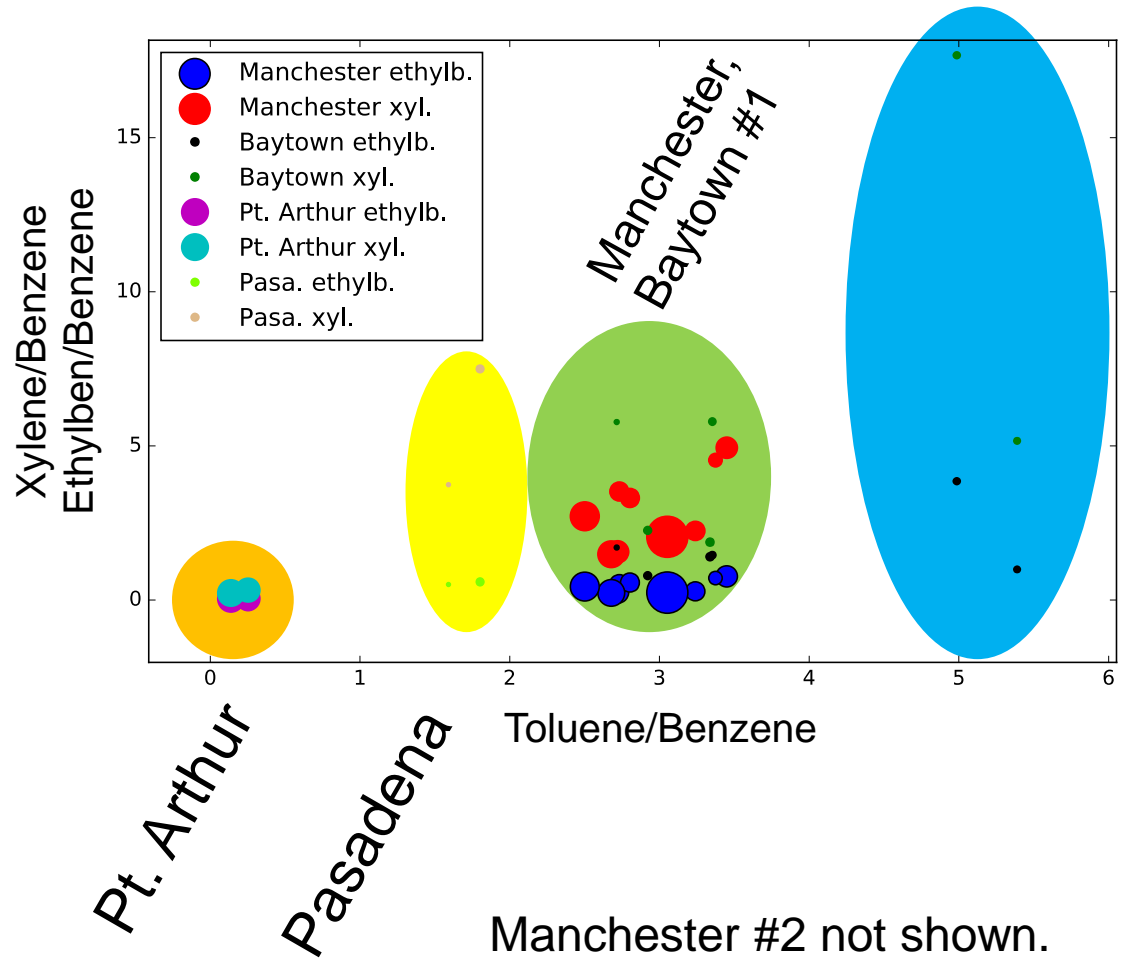 Manchester ethylb.
Manchester xyl.
Baytown ethylb.
Baytown xyl.
Pt. Arthur ethylb.
Pt. Arthur xyl.
Pasa. ethylb.
Pasa. xyl.
Manchester,
Baytown #1
Xylene/Benzene
Ethylben/Benzene
15
10
5
0
0
1
2
3
4
5
6
Toluene/Benzene
Pt. Arthur
Pasadena
Manchester #2 not shown.